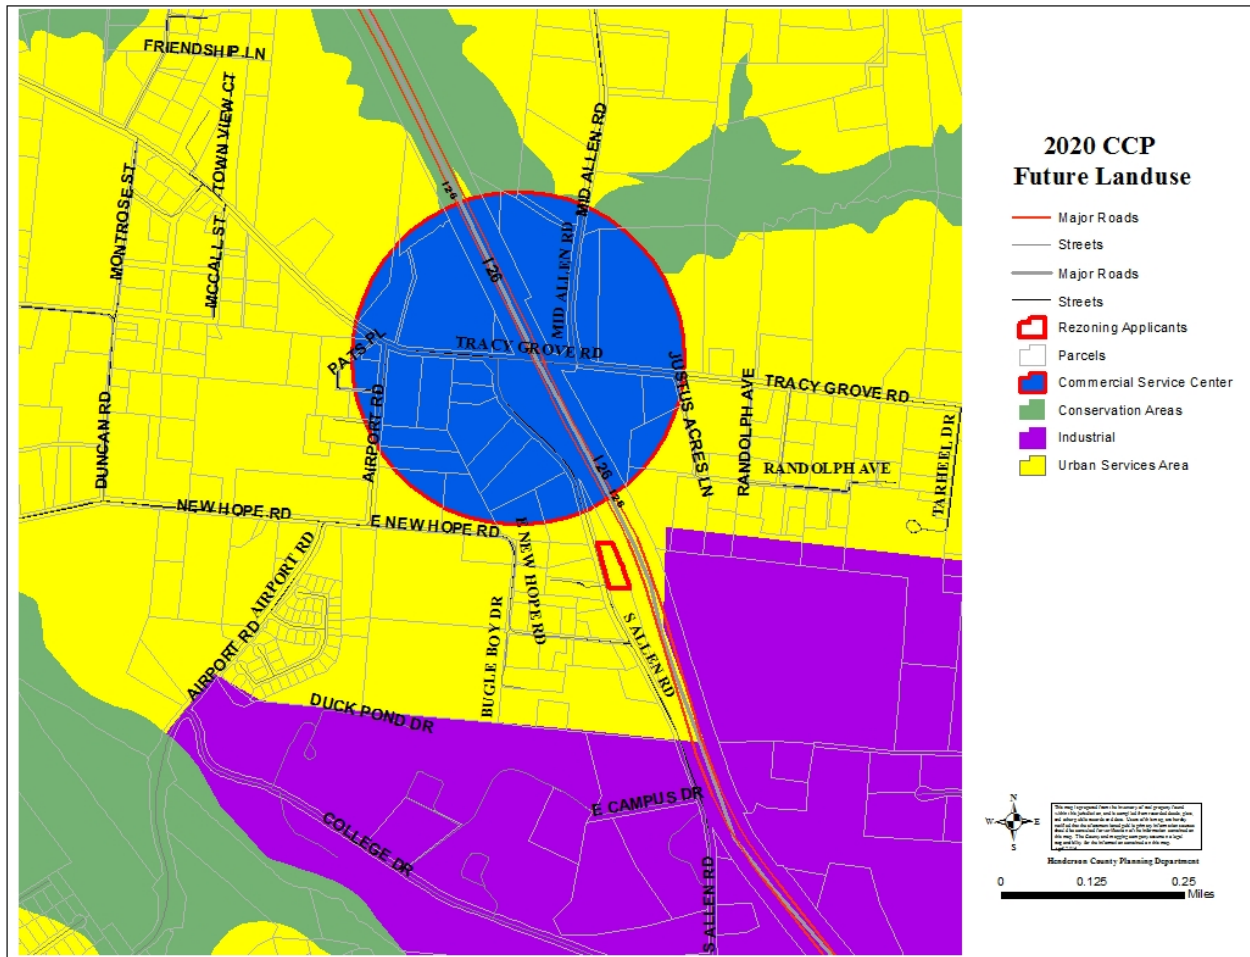 FRIENDSHIP LN
TOWN VIEW CT
MONTROSE ST
MCCALL ST
MID ALLEN RD
I 26
I 26
MID ALLEN RD
PATS PL
TRACY GROVE RD
JUSTUS ACRES LN
RANDOLPH AVE
TRACY GROVE RD
DUNCAN RD
AIRPORT RD
I 26
I 26
RANDOLPH AVE
TARHEEL DR
NEW HOPE RD
E NEW HOPE RD
E NEW HOPE RD
AIRPORT RD
AIRPORT RD
BUGLE BOY DR
S ALLEN RD
DUCK POND DR
E CAMPUS DR
COLLEGE DR
S ALLEN RD
2020 CCP
Future Landuse
Major Roads
Streets
Major Roads
Streets
Rezoning Applicants
Parcels
Commercial Service Center
Conservation Areas
Industrial
Urban Services Area
N
W E
S
Henderson County Planning Department
0 0.125 0.25
Miles